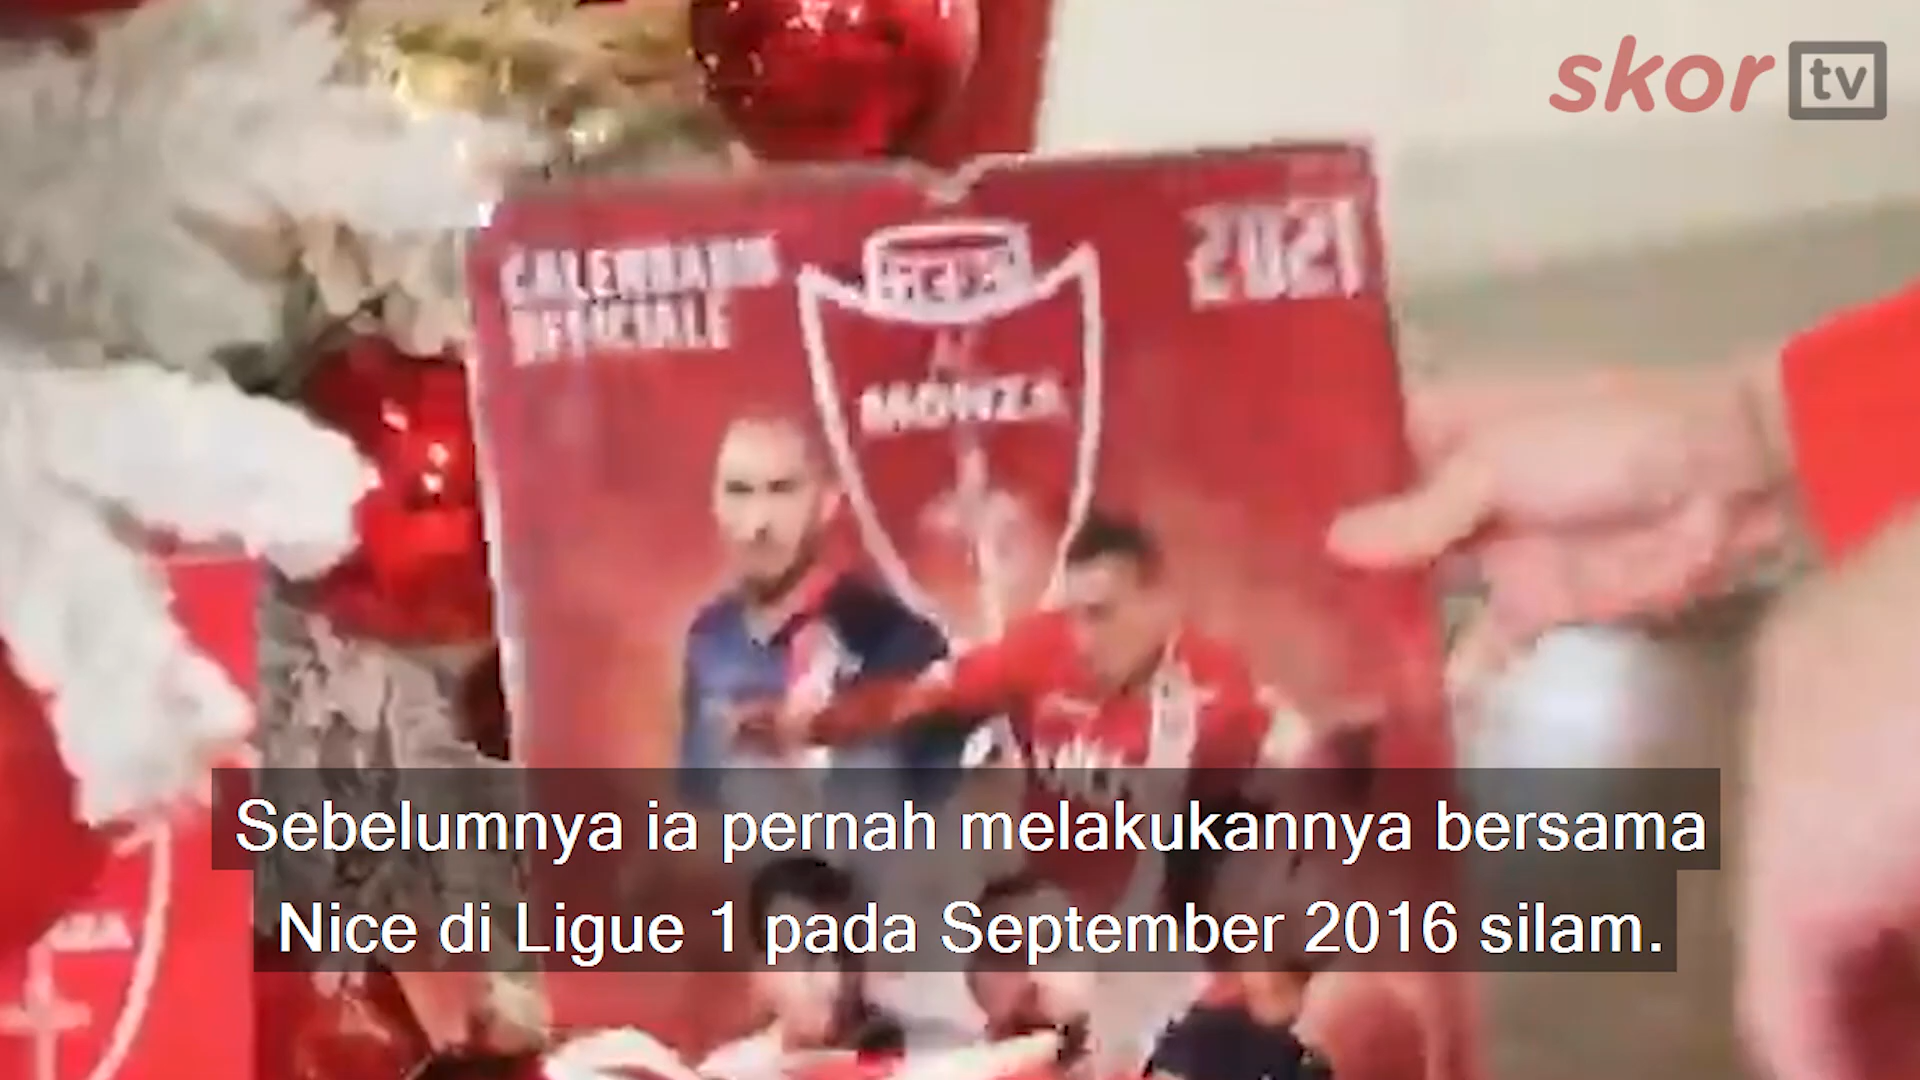 skor tv
CALENDARIO
UFFICIALE
2021
AC
MONZA
Sebelumnya ia pernah melakukannya bersama
Nice di Ligue 1 pada September 2016 silam.